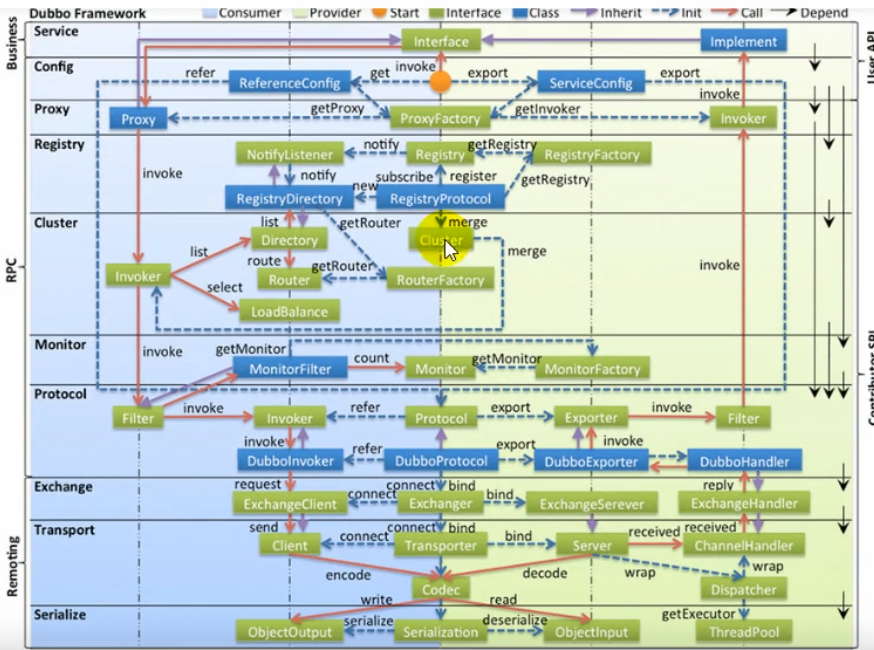 Dubbo Framework Consumer Provider Start Interface Class Inherit Init Call Depend
Business
Service
Interface
Implement
User API
Config
refer
ReferenceConfig
get
invoke
export
ServiceConfig
export
invoke
Proxy
Proxy
getProxy
ProxyFactory
getInvoker
Invoker
RPC
Registry
NotifyListener
notify
Registry
getRegistry
RegistryFactory
invoke
notify
subscribe
register
getRegistry
RegistryDirectory
new
RegistryProtocol
Cluster
list
getRouter
merge
Directory
Cluster
merge
list
route
getRouter
invoke
Invoker
Router
RouterFactory
select
LoadBalance
Monitor
invoke
getMonitor
MonitorFilter
count
Monitor
getMonitor
MonitorFactory
Contributor SPI
Protocol
Filter
invoke
Invoker
refer
Protocol
export
Exporter
invoke
Filter
invoke
refer
export
invoke
DubboInvoker
DubboProtocol
DubboExporter
DubboHandler
Remoting
Exchange
request
connect
bind
reply
ExchangeClient
connect
Exchanger
bind
ExchangeSerever
ExchangeHandler
Transport
send
connect
bind
received
received
Client
connect
Transporter
bind
Server
ChannelHandler
encode
decode
wrap
wrap
Codec
Dispatcher
write
read
getExecutor
Serialize
ObjectOutput
serialize
Serialization
deserialize
ObjectInput
ThreadPool